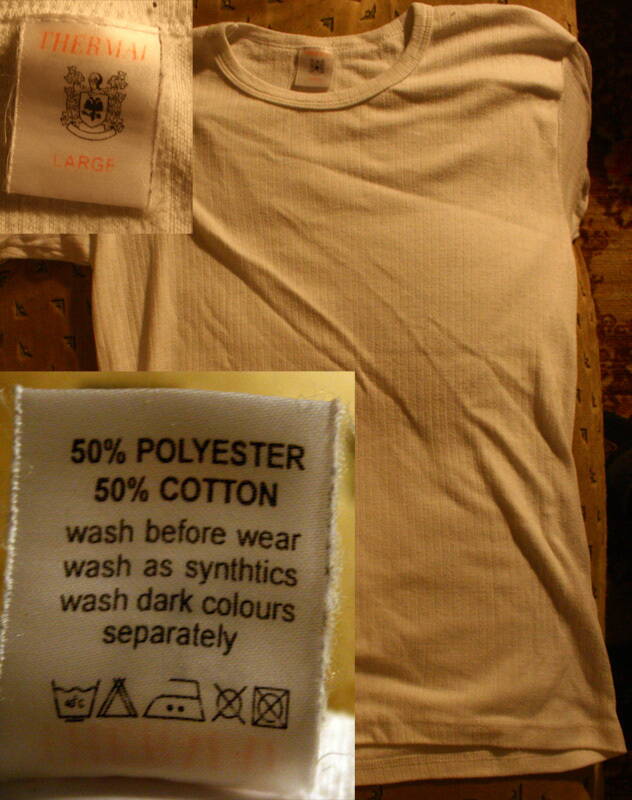 THERMAL
LARGE
50% POLYESTER
50% COTTON
wash before wear
wash as synthtics
wash dark colours
separately